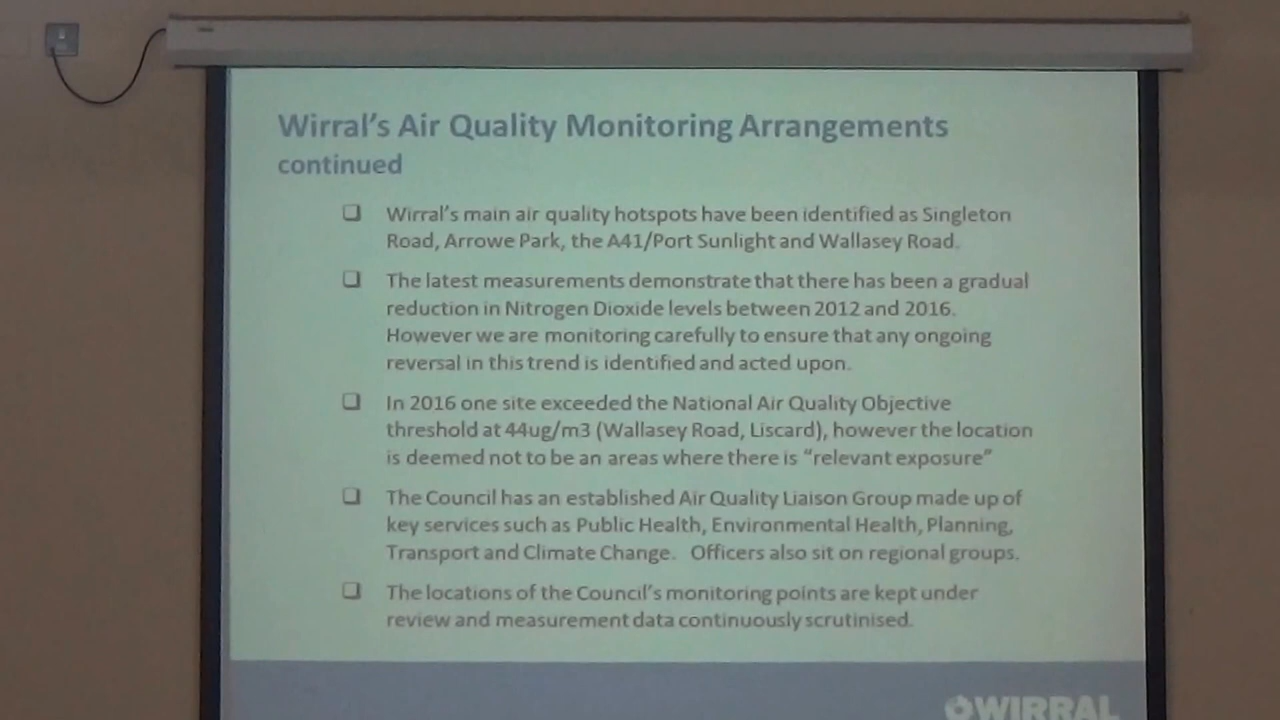 Wirral's Air Quality Monitoring Arrangements
continued
❑ Wirral's main air quality hotspots have been identified as Singleton
Road, Arrowe Park, the A41/Port Sunlight and Wallasey Road.
❑ The latest measurements demonstrate that there has been a gradual
reduction in Nitrogen Dioxide levels between 2012 and 2016.
However we are monitoring carefully to ensure that any ongoing
reversal in this trend is identified and acted upon.
❑ In 2016 one site exceeded the National Air Quality Objective
threshold at 44ug/m3 (Wallasey Road, Liscard), however the location
is deemed not to be an areas where there is "relevant exposure"
❑ The Council has an established Air Quality Liaison Group made up of
key services such as Public Health, Environmental Health, Planning,
Transport and Climate Change. Officers also sit on regional groups.
❑ The locations of the Council's monitoring points are kept under
review and measurement data continuously scrutinised.
WIRRAL